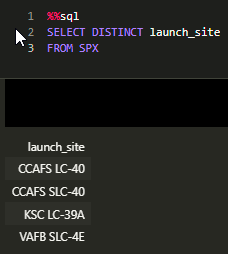 1 %%sql
2 SELECT DISTINCT launch_site
3 FROM SPX
launch_site
CCAFS LC-40
CCAFS SLC-40
KSC LC-39A
VAFB SLC-4E